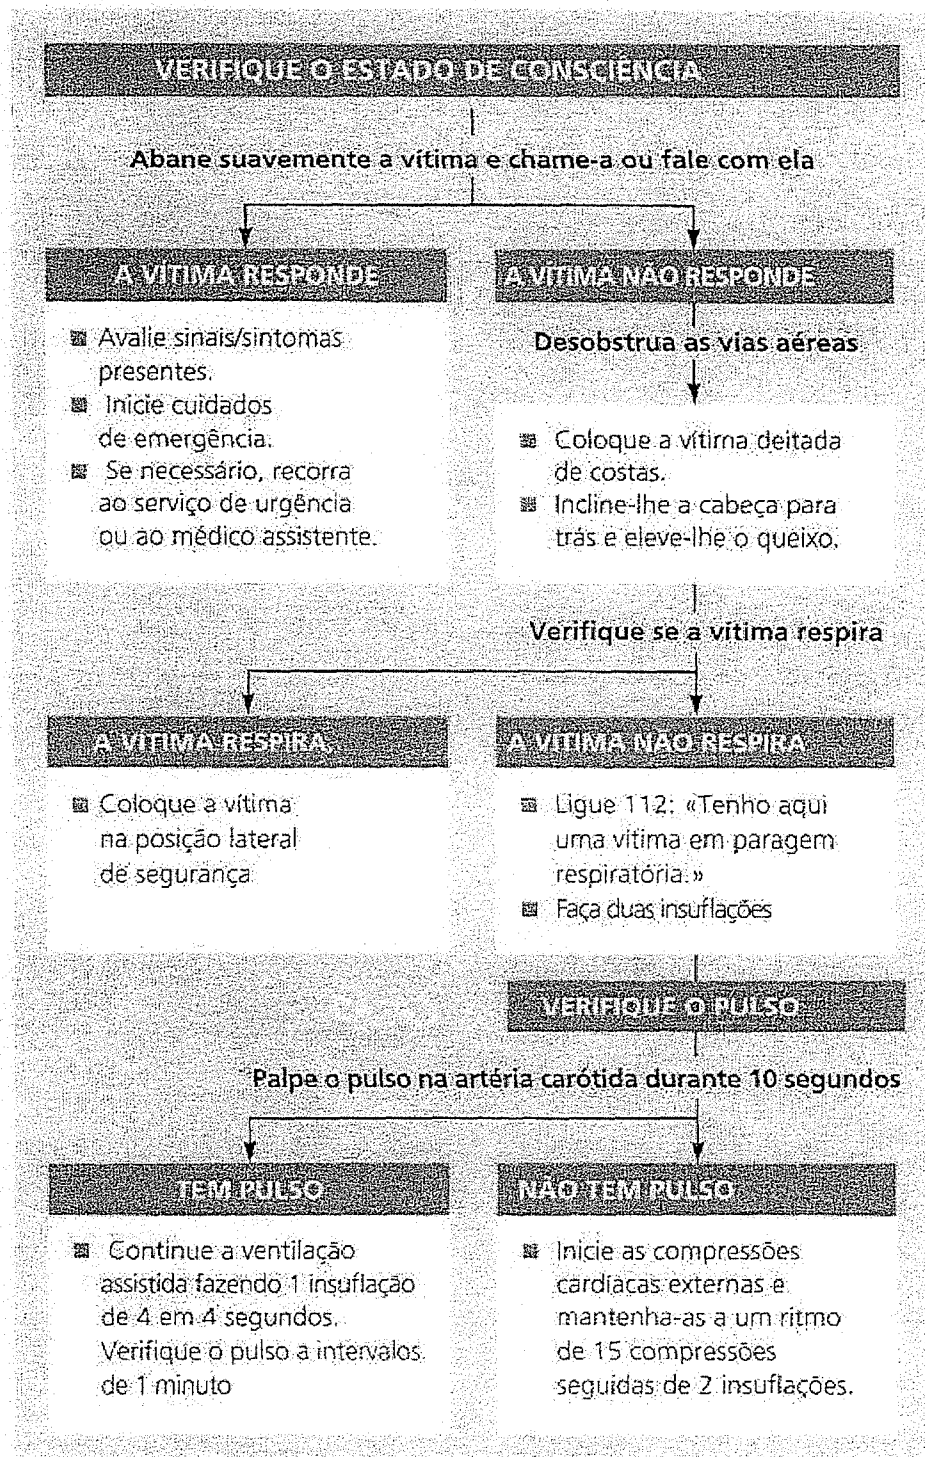 VERIFIQUE O ESTADO DE CONSCIÊNCIA
Abane suavemente a vítima e chame-a ou fale com ela
A VÍTIMA RESPONDE
Avalie sinais/sintomas
presentes.
Inicie cuidados
de emergência.
Se necessário, recorra
ao serviço de urgência
ou ao médico assistente.
A VÍTIMA NÃO RESPONDE
Desobstrua as vias aéreas
Coloque a vítima deitada
de costas.
Incline-lhe a cabeça para
trás e eleve-lhe o queixo.
Verifique se a vítima respira
A VÍTIMA RESPIRA
Coloque a vítima
na posição lateral
de segurança
A VÍTIMA NÃO RESPIRA
Ligue 112: «Tenho aqui
uma vítima em paragem
respiratória.»
Faça duas insuflações
VERIFIQUE O PULSO
Palpe o pulso na artéria carótida durante 10 segundos
TEM PULSO
Continue a ventilação
assistida fazendo 1 insuflação
de 4 em 4 segundos.
Verifique o pulso a intervalos
de 1 minuto
NÃO TEM PULSO
Inicie as compressões
cardíacas externas e
mantenha-as a um ritmo
de 15 compressões
seguidas de 2 insuflações.